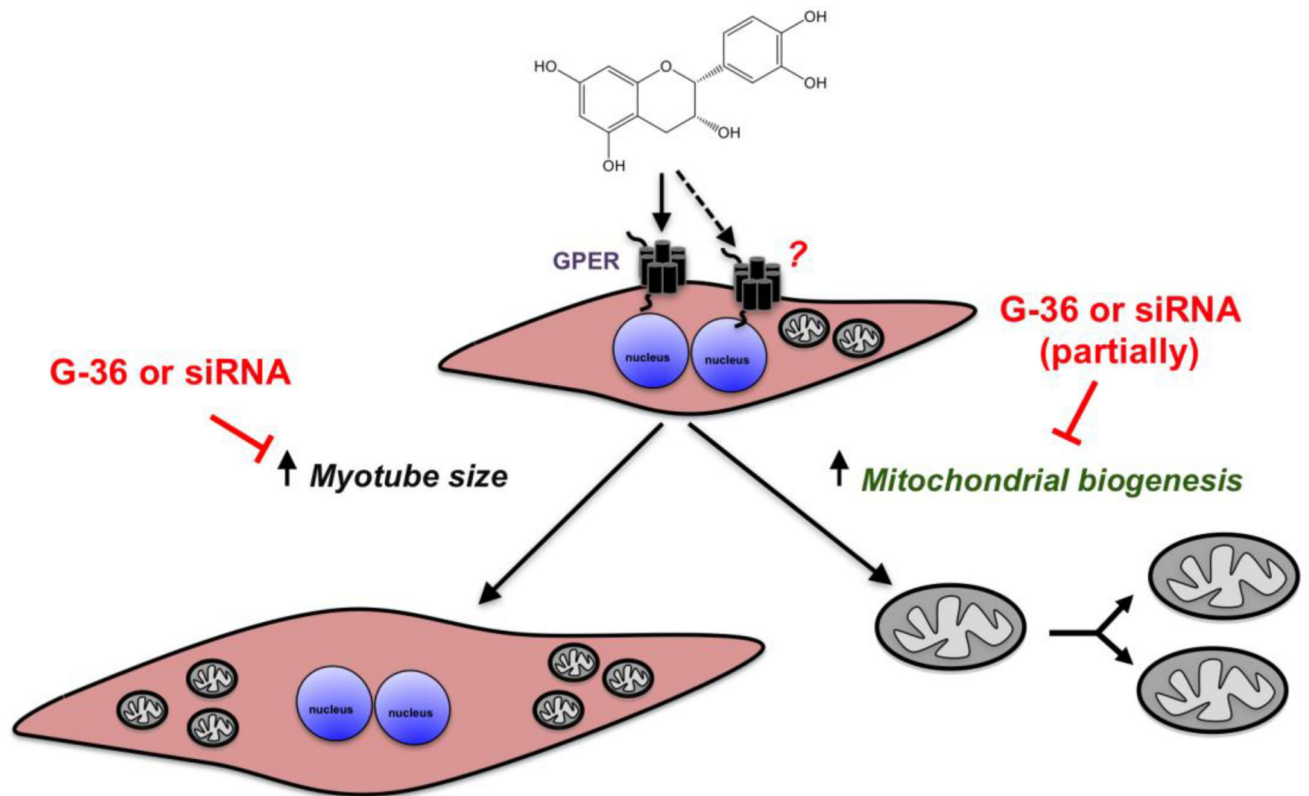 OH
HO
O
OH
OH
OH
GPER
?
nucleus
nucleus
G-36 or siRNA
(partially)
G-36 or siRNA
Myotube size
Mitochondrial biogenesis
nucleus
nucleus